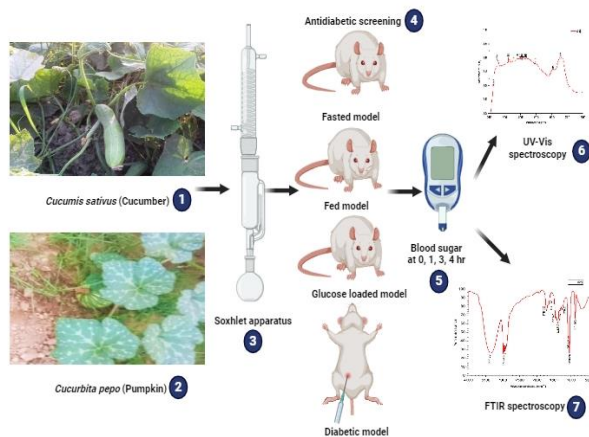 Antidiabetic screening 4
Fasted model
UV-Vis
spectroscopy 6
Cucumis sativus (Cucumber) 1
Fed model
Blood sugar
at 0, 1, 3, 4 hr
5
Glucose loaded model
Soxhlet apparatus
3
Cucurbita pepo (Pumpkin) 2
Diabetic model
FTIR spectroscopy 7